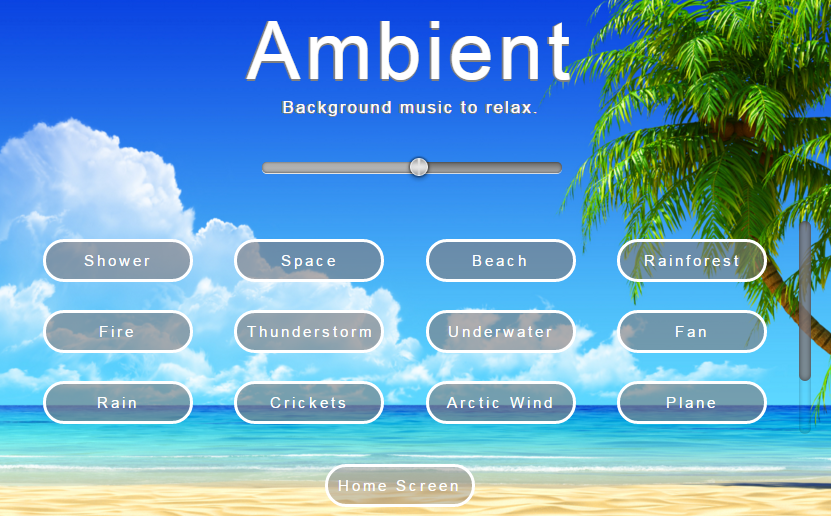 Ambient
Background music to relax.
Shower Space Beach Rainforest
Fire Thunderstorm Underwater Fan
Rain Crickets Arctic Wind Plane
Home Screen